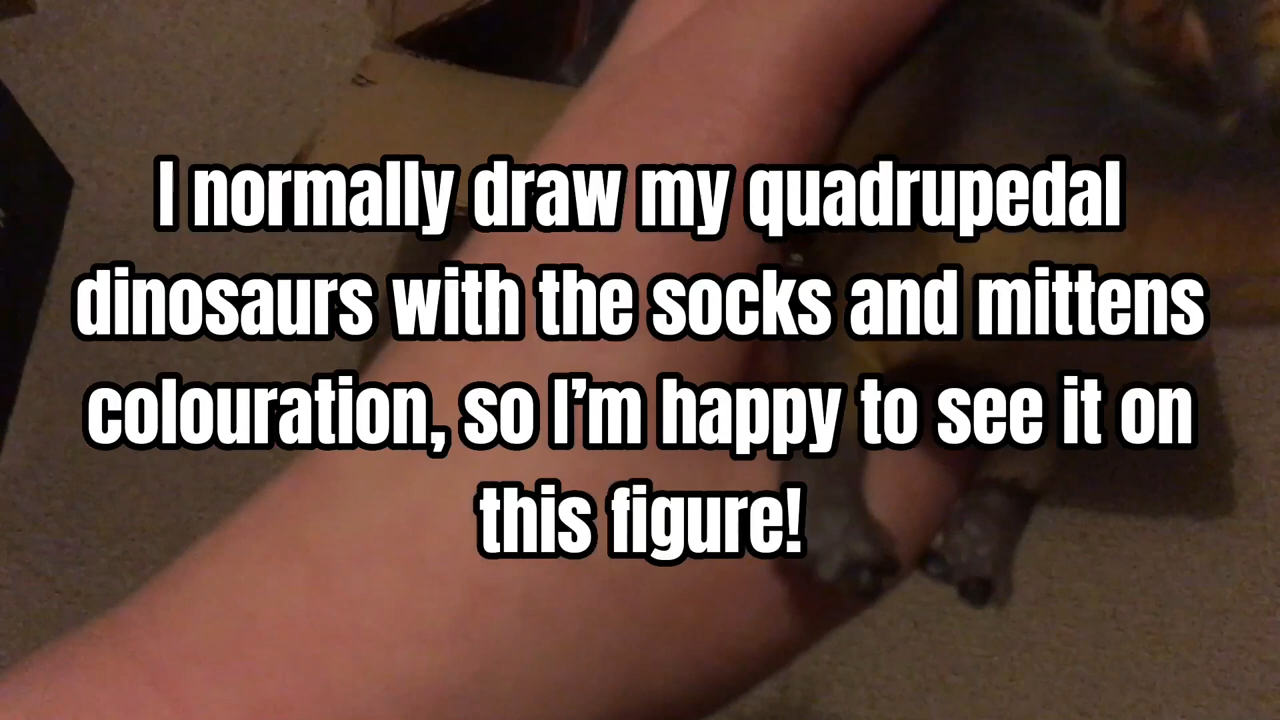 I normally draw my quadrupedal
dinosaurs with the socks and mittens
colouration, so I’m happy to see it on
this figure!